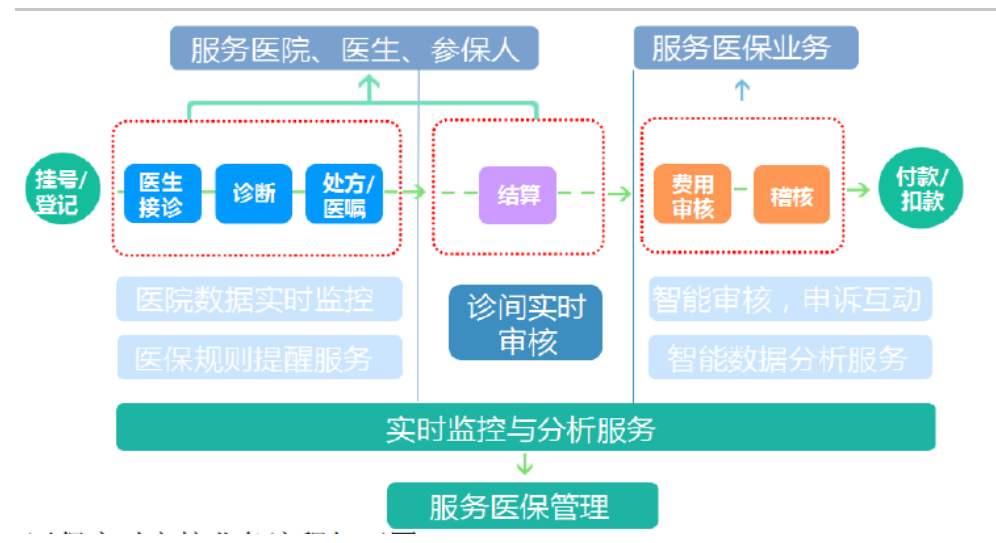 服务医院、医生、参保人
服务医保业务
挂号/
登记
医生
接诊
诊断
处方/
医嘱
结算
费用
审核
稽核
付款/
扣款
医院数据实时监控
医保规则提醒服务
诊间实时
审核
智能审核，申诉互动
智能数据分析服务
实时监控与分析服务
服务医保管理